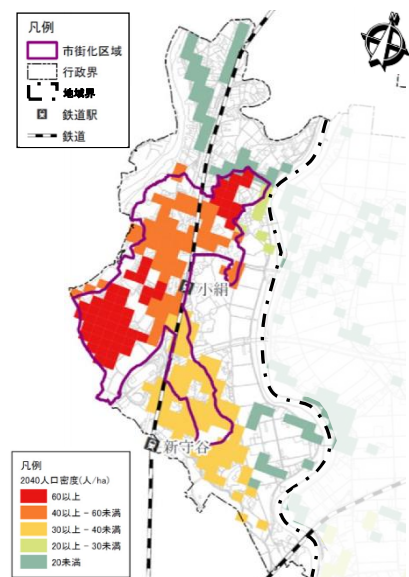 凡例
市街化区域
行政界
地域界
鉄道駅
鉄道
小絹
新守谷
凡例
2040人口密度(人/ha)
60以上
40以上 - 60未満
30以上 - 40未満
20以上 - 30未満
20未満